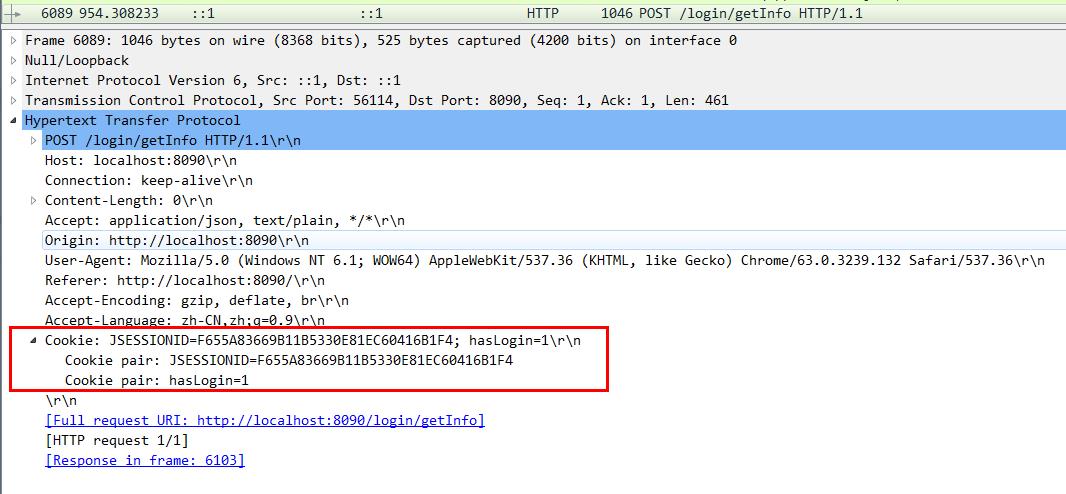 6089 954.308233 ::1 ::1 HTTP 1046 POST /login/getInfo HTTP/1.1
Frame 6089: 1046 bytes on wire (8368 bits), 525 bytes captured (4200 bits) on interface 0
Null/Loopback
Internet Protocol Version 6, Src: ::1, Dst: ::1
Transmission Control Protocol, Src Port: 56114, Dst Port: 8090, Seq: 1, Ack: 1, Len: 461
Hypertext Transfer Protocol
POST /login/getInfo HTTP/1.1\r\n
Host: localhost:8090\r\n
Connection: keep-alive\r\n
Content-Length: 0\r\n
Accept: application/json, text/plain, */*\r\n
Origin: http://localhost:8090\r\n
User-Agent: Mozilla/5.0 (Windows NT 6.1; WOW64) AppleWebKit/537.36 (KHTML, like Gecko) Chrome/63.0.3239.132 Safari/537.36\r\n
Referer: http://localhost:8090/\r\n
Accept-Encoding: gzip, deflate, br\r\n
Accept-Language: zh-CN,zh;q=0.9\r\n
Cookie: JSESSIONID=F655A83669B11B5330E81EC60416B1F4; hasLogin=1\r\n
Cookie pair: JSESSIONID=F655A83669B11B5330E81EC60416B1F4
Cookie pair: hasLogin=1
\r\n
[Full request URI: http://localhost:8090/login/getInfo]
[HTTP request 1/1]
[Response in frame: 6103]